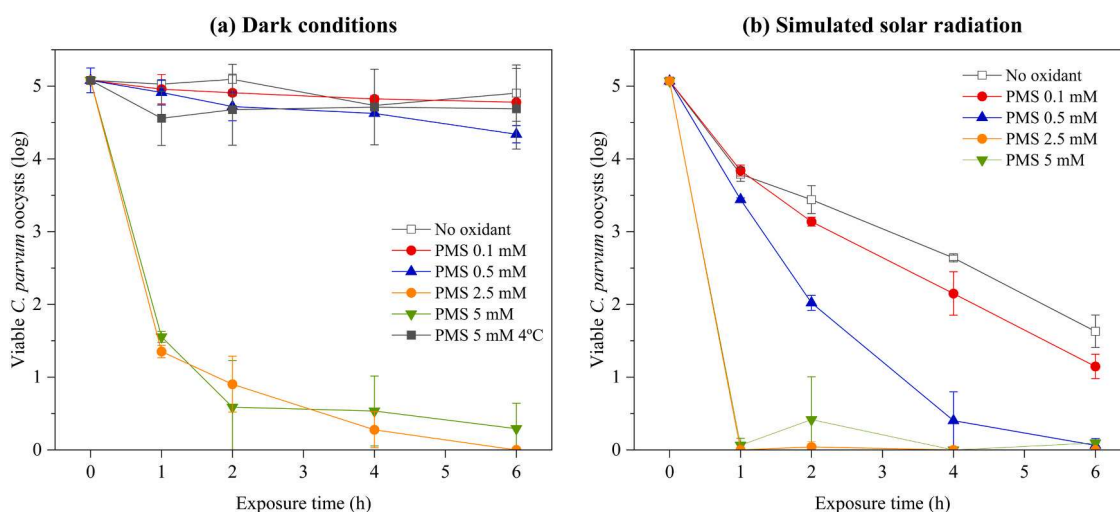 (a) Dark conditions
Viable C. parvum oocysts (log)
5
4
3
2
1
0
No oxidant
PMS 0.1 mM
PMS 0.5 mM
PMS 2.5 mM
PMS 5 mM
PMS 5 mM 4ºC
0 1 2 3 4 5 6
Exposure time (h)
(b) Simulated solar radiation
Viable C. parvum oocysts (log)
5
4
3
2
1
0
No oxidant
PMS 0.1 mM
PMS 0.5 mM
PMS 2.5 mM
PMS 5 mM
0 1 2 3 4 5 6
Exposure time (h)